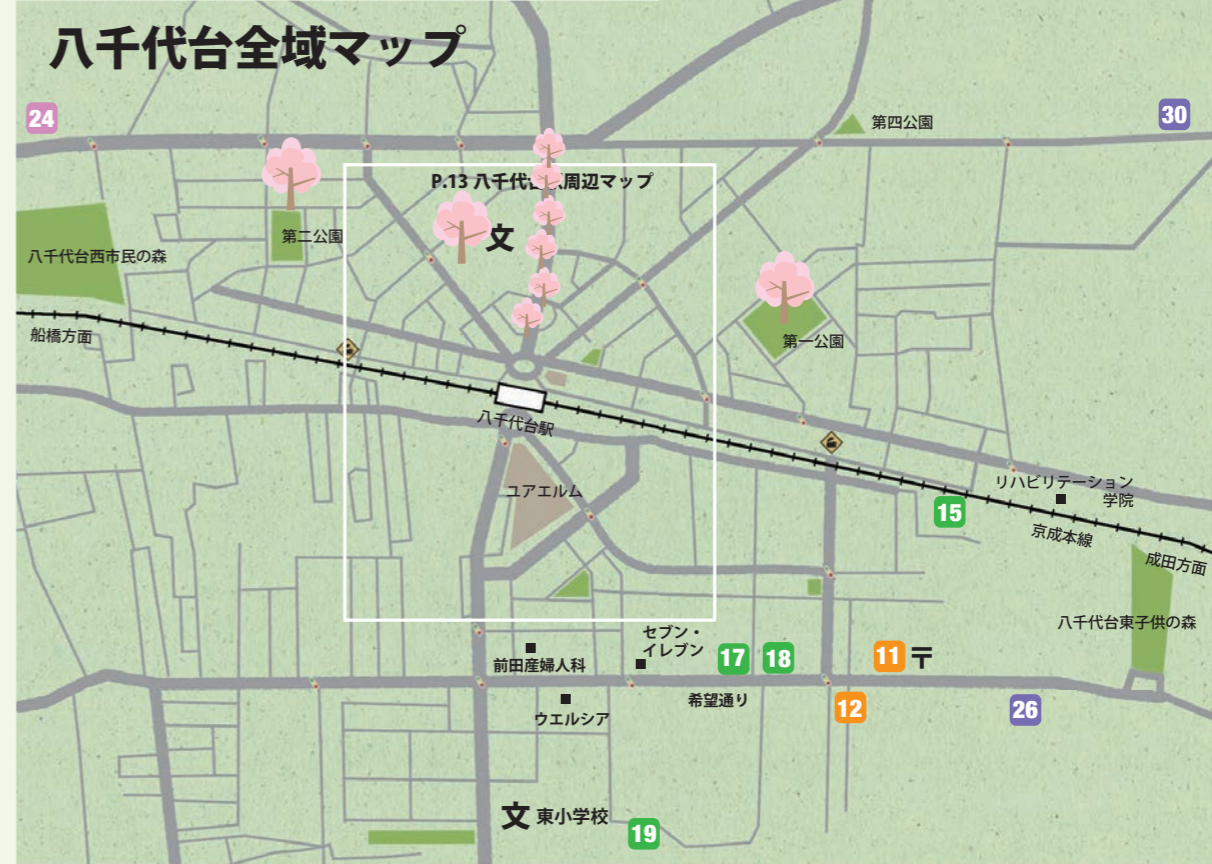 八千代台全域マップ
24
30
第四公園
P.13 八千代台駅周辺マップ
文
第二公園
八千代台西市民の森
船橋方面
第一公園
八千代台駅
ユアエルム
リハビリテーション
学院
15
京成本線
成田方面
八千代台東子供の森
セブン・
イレブン
前田産婦人科
17
18
11
〒
希望通り
12
26
ウエルシア
文 東小学校
19